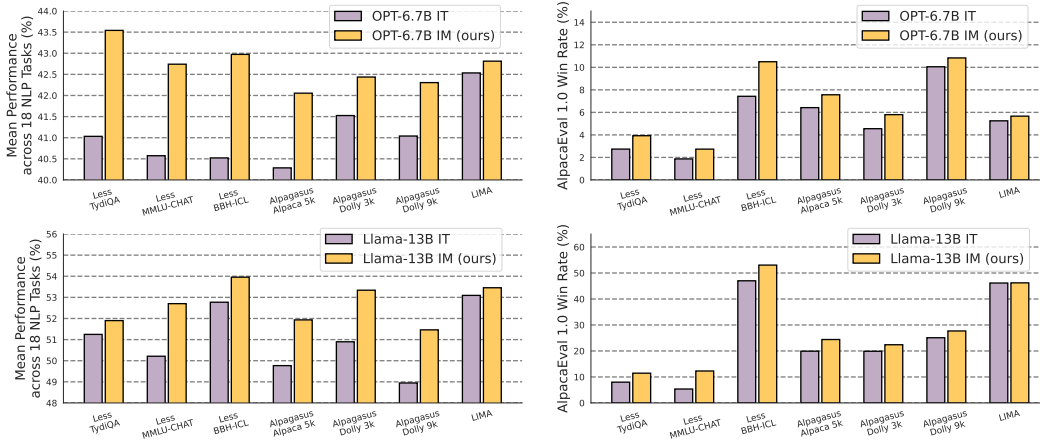 Mean Performance
across 18 NLP Tasks (%)
44.0
43.5
43.0
42.5
42.0
41.5
41.0
40.5
40.0
OPT-6.7B IT
OPT-6.7B IM (ours)
Less
TydiQA
Less
MMLU-CHAT
Less
BBH-ICL
Alpagasus
Alpaca 5k
Alpagasus
Dolly 3k
Alpagasus
Dolly 9k
LIMA
AlpacaEval 1.0 Win Rate (%)
14
12
10
8
6
4
2
0
OPT-6.7B IT
OPT-6.7B IM (ours)
Less
TydiQA
Less
MMLU-CHAT
Less
BBH-ICL
Alpagasus
Alpaca 5k
Alpagasus
Dolly 3k
Alpagasus
Dolly 9k
LIMA
Mean Performance
across 18 NLP Tasks (%)
56
55
54
53
52
51
50
49
48
Llama-13B IT
Llama-13B IM (ours)
Less
TydiQA
Less
MMLU-CHAT
Less
BBH-ICL
Alpagasus
Alpaca 5k
Alpagasus
Dolly 3k
Alpagasus
Dolly 9k
LIMA
AlpacaEval 1.0 Win Rate (%)
60
50
40
30
20
10
0
Llama-13B IT
Llama-13B IM (ours)
Less
TydiQA
Less
MMLU-CHAT
Less
BBH-ICL
Alpagasus
Alpaca 5k
Alpagasus
Dolly 3k
Alpagasus
Dolly 9k
LIMA